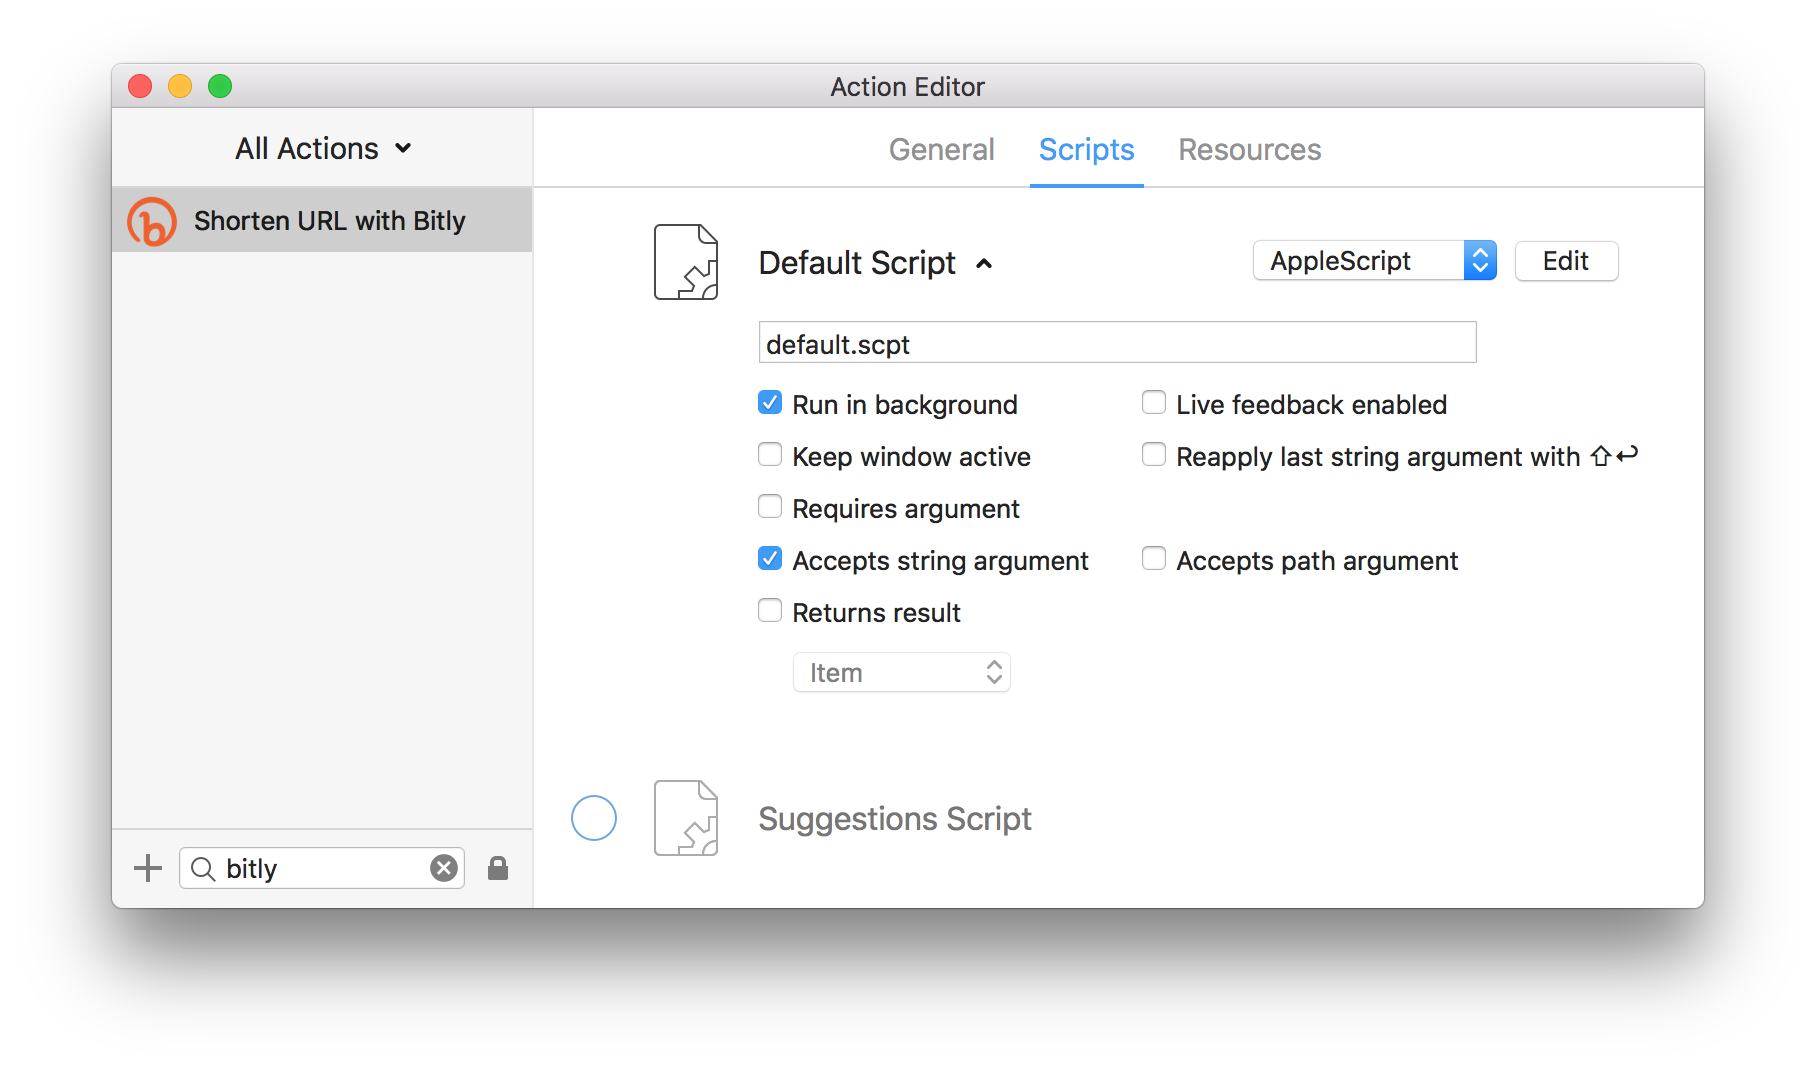 Action Editor
All Actions
General Scripts Resources
Shorten URL with Bitly
Default Script
AppleScript
Edit
default.scpt
Run in background
Live feedback enabled
Keep window active
Reapply last string argument with ⇧↩
Requires argument
Accepts string argument
Accepts path argument
Returns result
Item
Suggestions Script
bitly